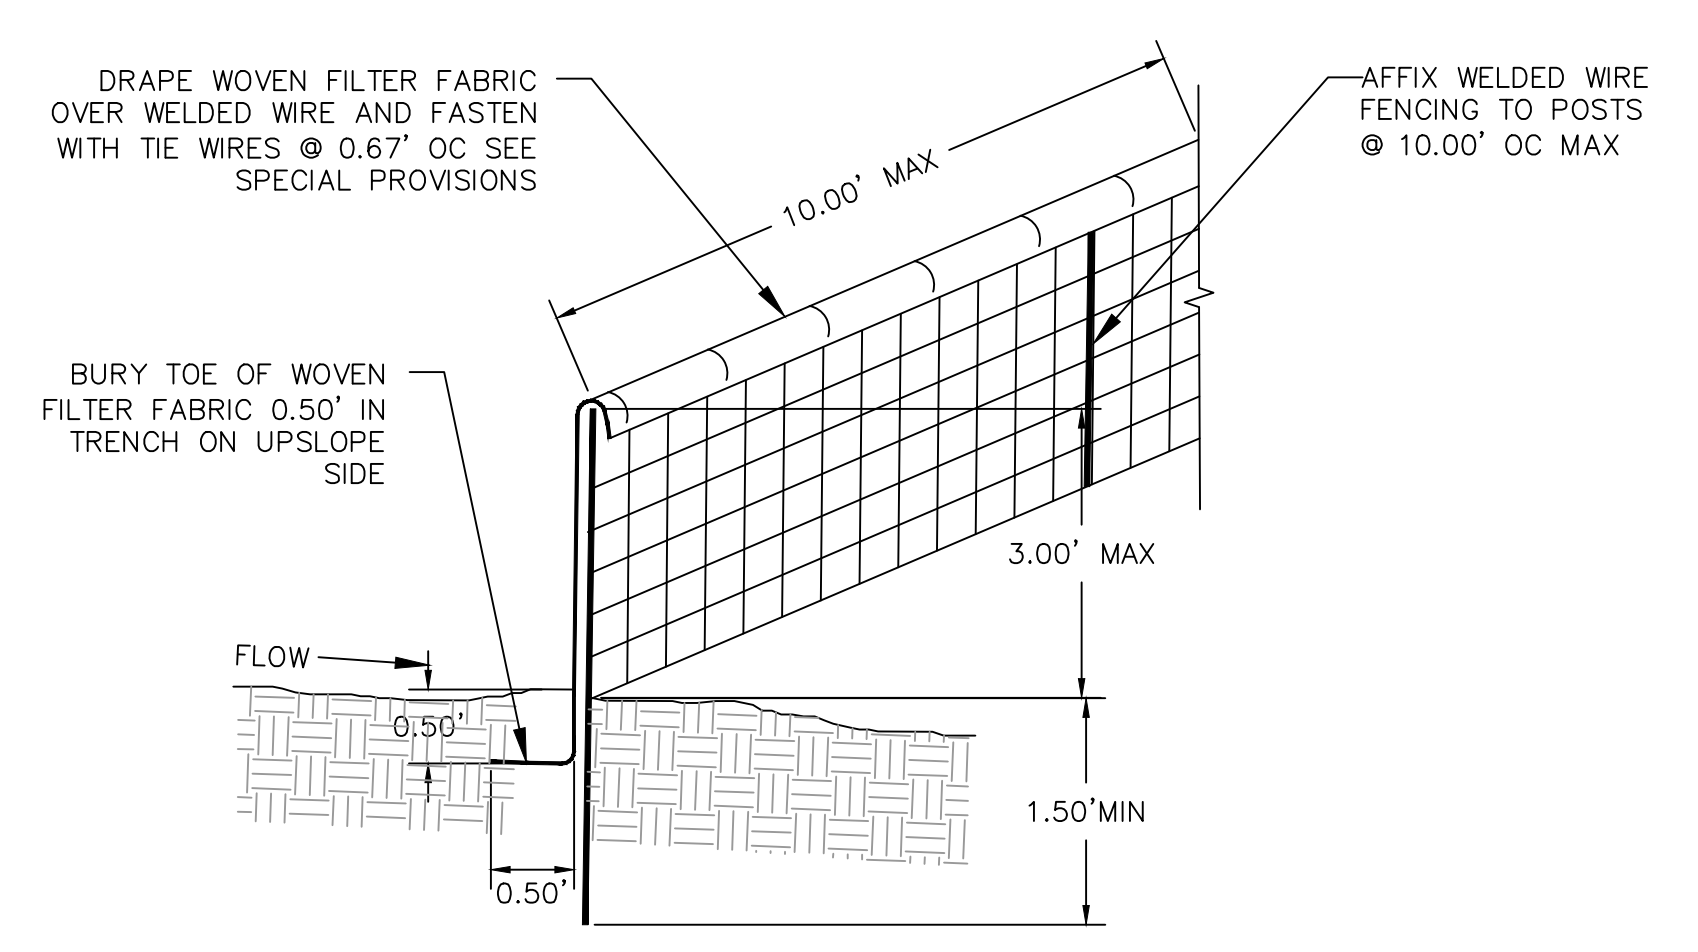 DRAPE WOVEN FILTER FABRIC
OVER WELDED WIRE AND FASTEN
WITH TIE WIRES @ 0.67' OC SEE
SPECIAL PROVISIONS
10.00' MAX
AFFIX WELDED WIRE
FENCING TO POSTS
@ 10.00' OC MAX
BURY TOE OF WOVEN
FILTER FABRIC 0.50' IN
TRENCH ON UPSLOPE
SIDE
3.00' MAX
FLOW
0.50'
1.50'MIN
0.50'